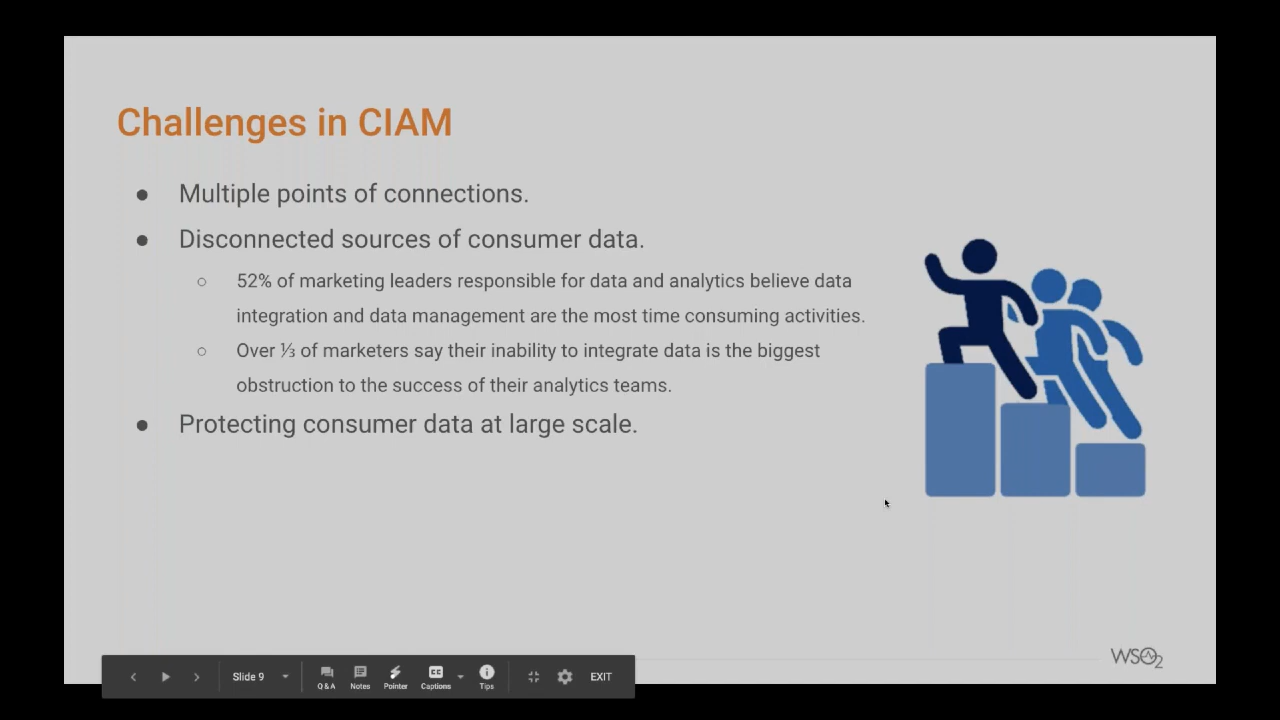 Challenges in CIAM
● Multiple points of connections.
● Disconnected sources of consumer data.
○ 52% of marketing leaders responsible for data and analytics believe data
integration and data management are the most time consuming activities.
○ Over ⅓ of marketers say their inability to integrate data is the biggest
obstruction to the success of their analytics teams.
● Protecting consumer data at large scale.
WSO2
Slide 9
Q&A
Notes
Pointer
CC
Captions
Tips
EXIT